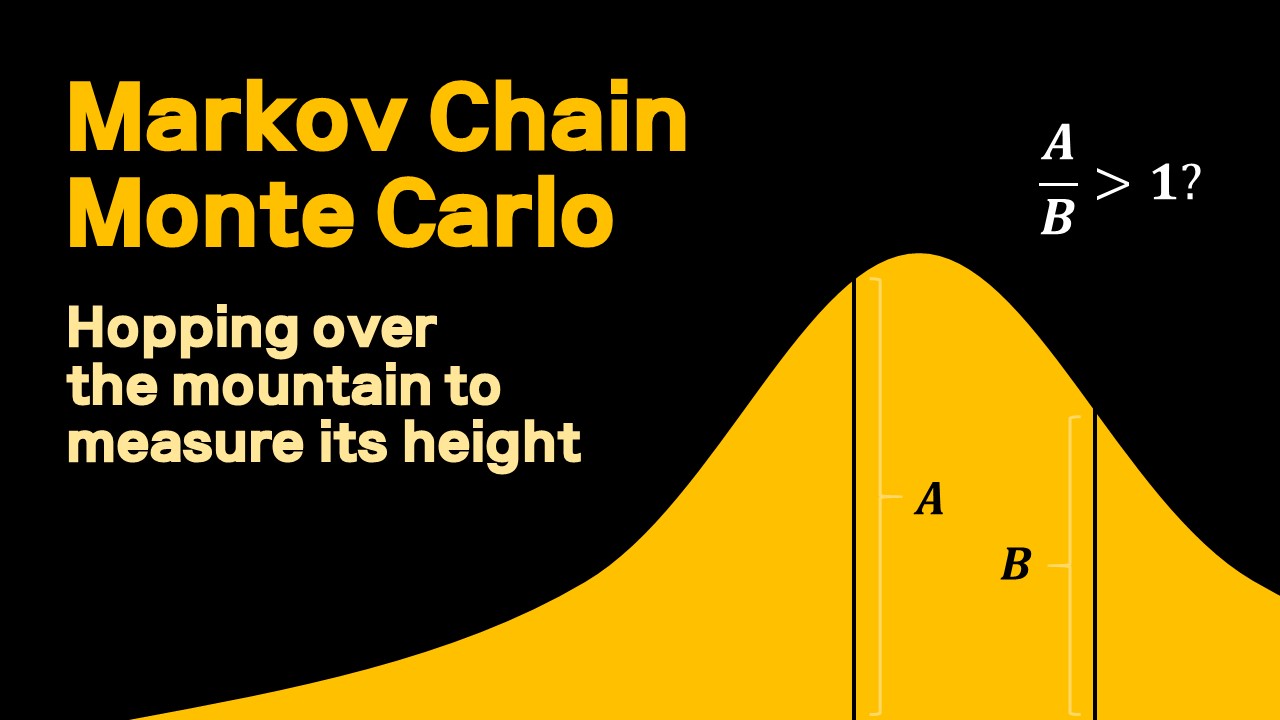 Markov Chain
Monte Carlo
Hopping over
the mountain to
measure its height
A
B
> 1?
A
B